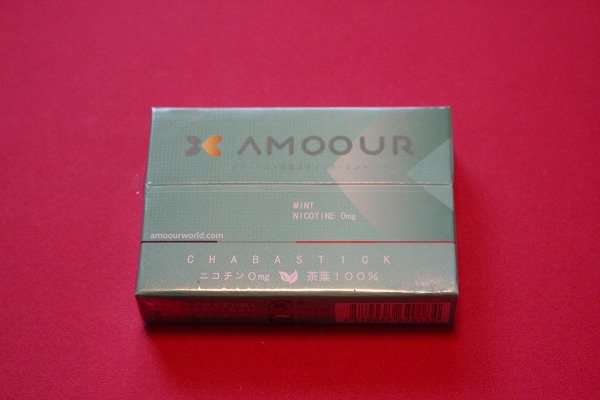 AMOOUR
MINT
NICOTINE 0mg
amoourworld.com
CHABASTICK
ニコチン0mg 茶葉100%